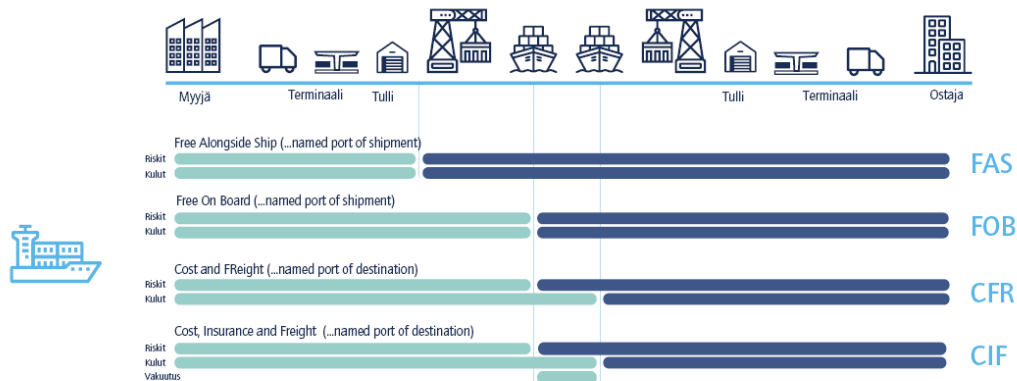 Myyjä Terminaali Tulli Tulli Terminaali Ostaja
Free Alongside Ship (...named port of shipment)
Riskit
Kulut
FAS
Free On Board (...named port of shipment)
Riskit
Kulut
FOB
Cost and FReight (...named port of destination)
Riskit
Kulut
CFR
Cost, Insurance and Freight (...named port of destination)
Riskit
Kulut
Vakuutus
CIF